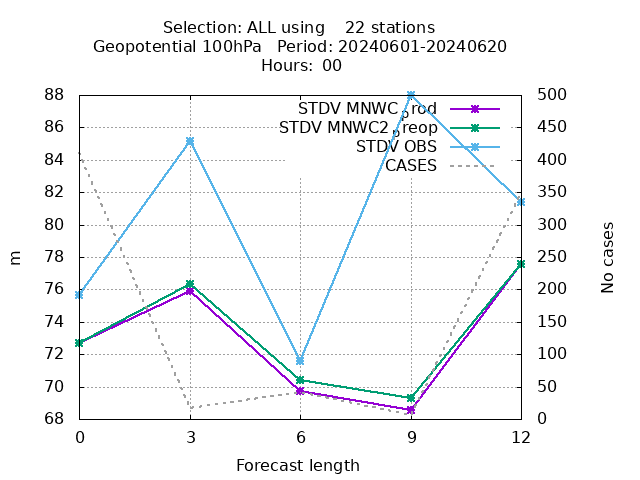 Selection: ALL using    22 stations
Geopotential 100hPa   Period: 20240601-20240620
Hours: 00
STDV MNWC_prod
STDV MNWC2_preop
STDV OBS
CASES
88
86
84
82
80
78
76
74
72
70
68
500
450
400
350
300
250
200
150
100
50
0
m
No cases
0 3 6 9 12
Forecast length